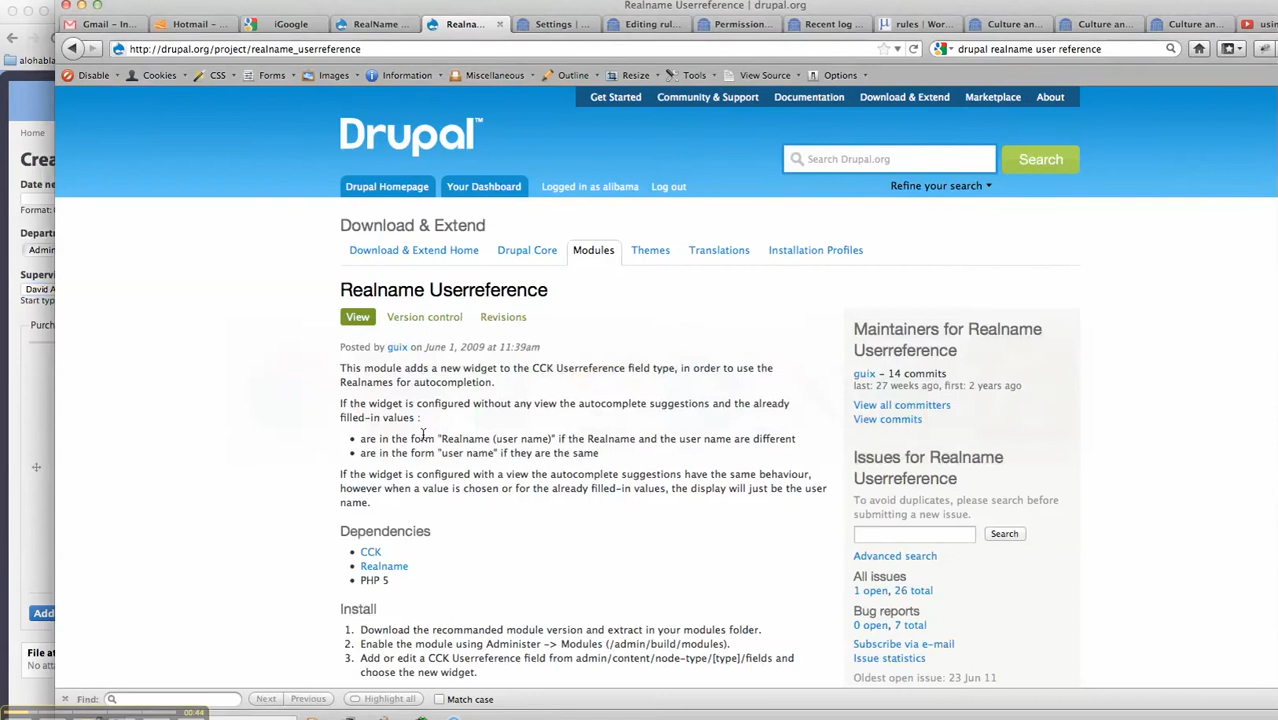 Realname Userreference | drupal.org
Gmail - In...
Hotmail - ...
iGoogle
RealName ...
Realna...
Settings | ...
Editing rul...
Permission...
Recent log ...
rules | Wor...
Culture an...
Culture an...
Culture an...
using
http://drupal.org/project/realname_userreference
drupal realname user reference
alohabla
Disable
Cookies
CSS
Forms
Images
Information
Miscellaneous
Outline
Resize
Tools
View Source
Options
Get Started
Community & Support
Documentation
Download & Extend
Marketplace
About
Drupal™
Search Drupal.org
Search
Refine your search
Drupal Homepage
Your Dashboard
Logged in as alibama
Log out
Home
Crea
Date ne
Format:
Depart
Admin
Supervi
David A
Start typ
Purch
Add
File at
No atta
Download & Extend
Download & Extend Home
Drupal Core
Modules
Themes
Translations
Installation Profiles
Realname Userreference
View
Version control
Revisions
Posted by guix on June 1, 2009 at 11:39am
This module adds a new widget to the CCK Userreference field type, in order to use the
Realnames for autocompletion.
If the widget is configured without any view the autocomplete suggestions and the already
filled-in values :
• are in the form "Realname (user name)" if the Realname and the user name are different
• are in the form "user name" if they are the same
If the widget is configured with a view the autocomplete suggestions have the same behaviour,
however when a value is chosen or for the already filled-in values, the display will just be the user
name.
Dependencies
• CCK
• Realname
• PHP 5
Install
1. Download the recommanded module version and extract in your modules folder.
2. Enable the module using Administer -> Modules (/admin/build/modules).
3. Add or edit a CCK Userreference field from admin/content/node-type/[type]/fields and
choose the new widget.
Maintainers for Realname
Userreference
guix – 14 commits
last: 27 weeks ago, first: 2 years ago
View all committers
View commits
Issues for Realname
Userreference
To avoid duplicates, please search before
submitting a new issue.
Search
Advanced search
All issues
1 open, 26 total
Bug reports
0 open, 7 total
Subscribe via e-mail
Issue statistics
Oldest open issue: 23 Jun 11
Find:
Next
Previous
Highlight all
Match case
00:44